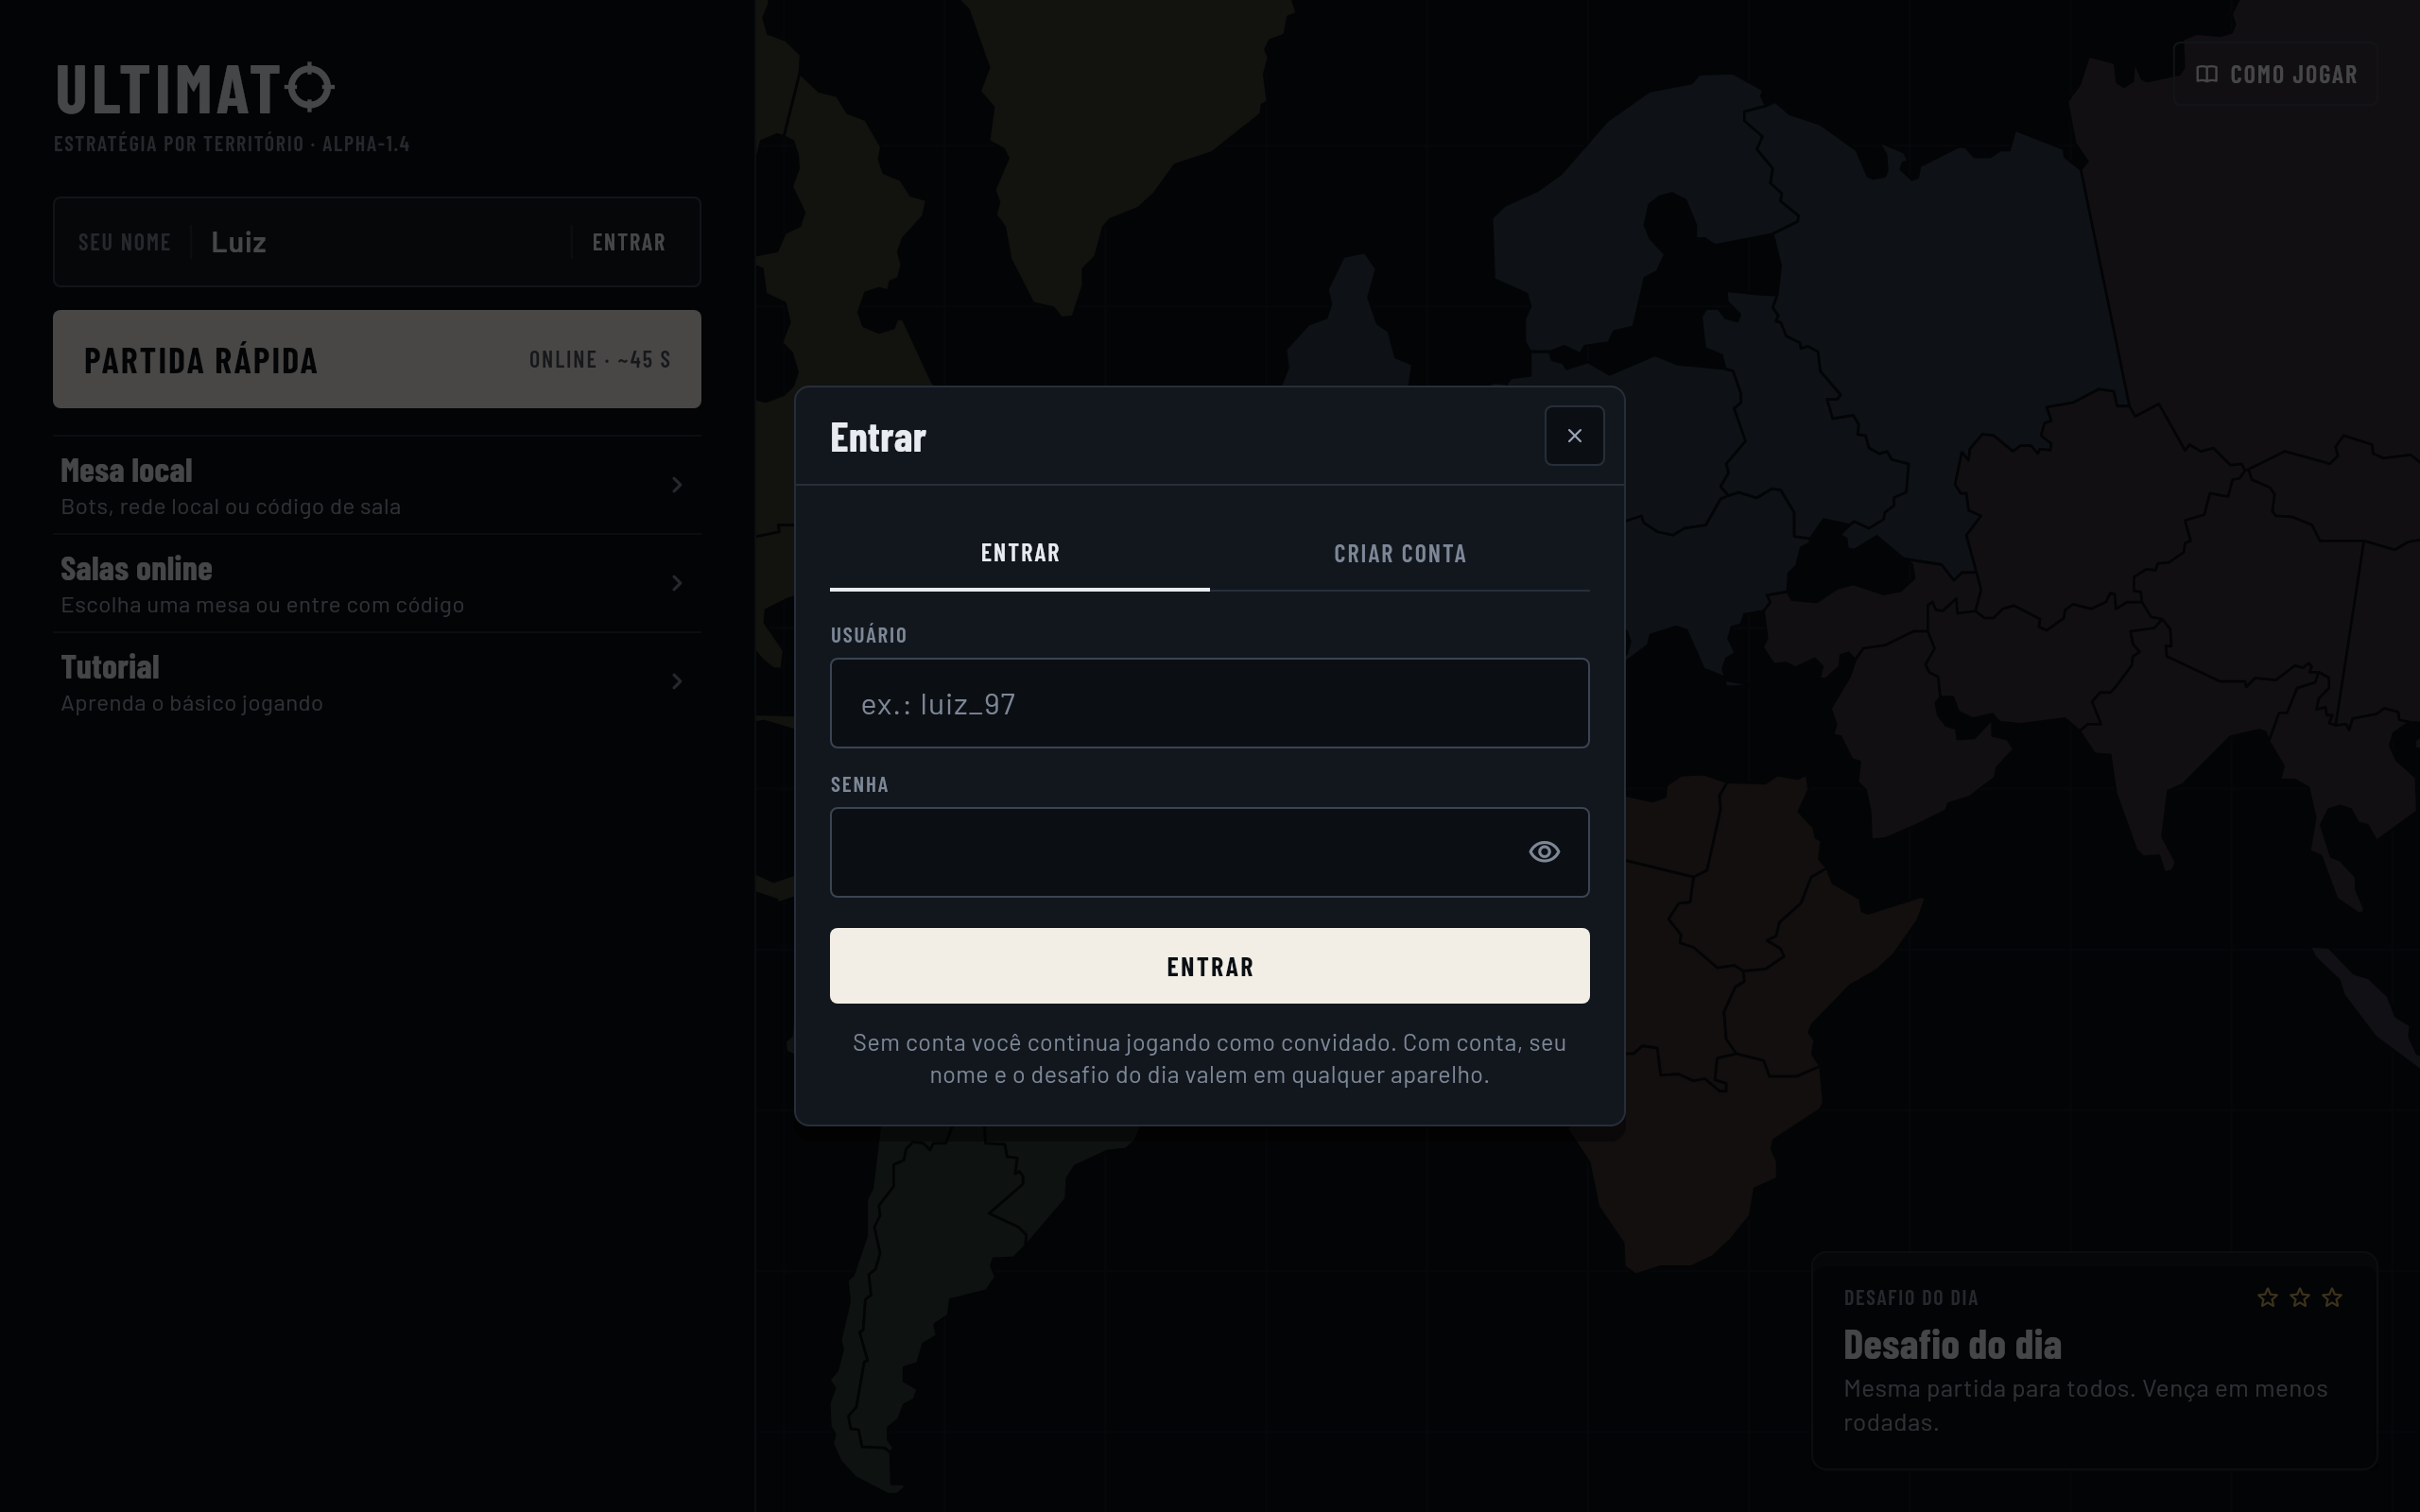 ULTIMATO
ESTRATÉGIA POR TERRITÓRIO · ALPHA-1.4
SEU NOME Luiz ENTRAR
PARTIDA RÁPIDA ONLINE · ~45 S
Mesa local
Bots, rede local ou código de sala
Salas online
Escolha uma mesa ou entre com código
Tutorial
Aprenda o básico jogando
COMO JOGAR
Entrar
ENTRAR CRIAR CONTA
USUÁRIO
ex.: luiz_97
SENHA
ENTRAR
Sem conta você continua jogando como convidado. Com conta, seu
nome e o desafio do dia valem em qualquer aparelho.
DESAFIO DO DIA
Desafio do dia
Mesma partida para todos. Vença em menos
rodadas.